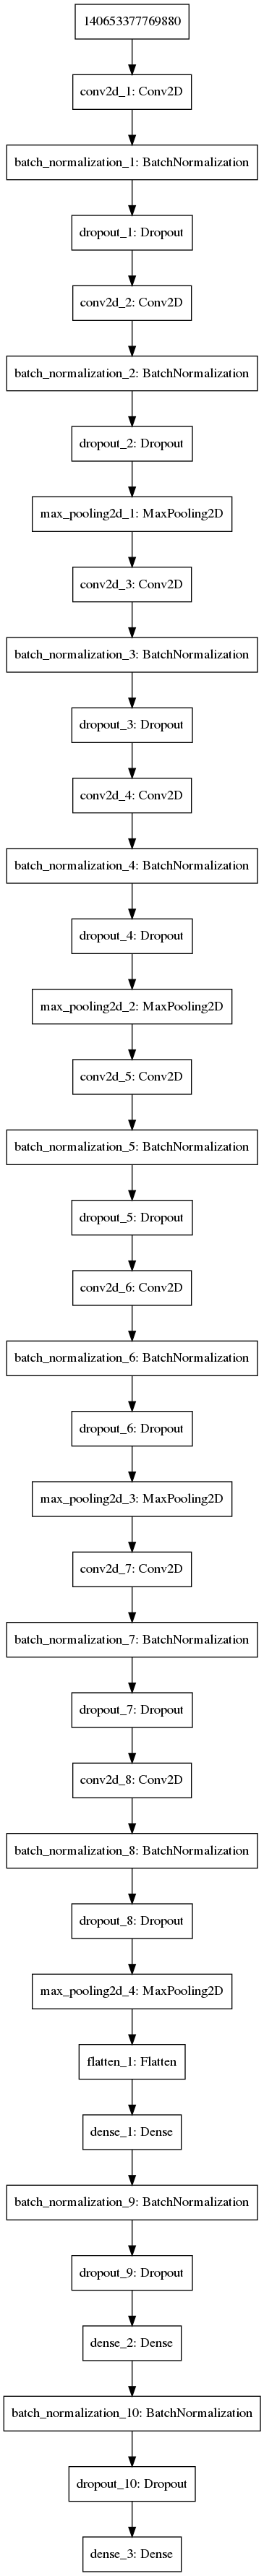 140653377769880
conv2d_1: Conv2D
batch_normalization_1: BatchNormalization
dropout_1: Dropout
conv2d_2: Conv2D
batch_normalization_2: BatchNormalization
dropout_2: Dropout
max_pooling2d_1: MaxPooling2D
conv2d_3: Conv2D
batch_normalization_3: BatchNormalization
dropout_3: Dropout
conv2d_4: Conv2D
batch_normalization_4: BatchNormalization
dropout_4: Dropout
max_pooling2d_2: MaxPooling2D
conv2d_5: Conv2D
batch_normalization_5: BatchNormalization
dropout_5: Dropout
conv2d_6: Conv2D
batch_normalization_6: BatchNormalization
dropout_6: Dropout
max_pooling2d_3: MaxPooling2D
conv2d_7: Conv2D
batch_normalization_7: BatchNormalization
dropout_7: Dropout
conv2d_8: Conv2D
batch_normalization_8: BatchNormalization
dropout_8: Dropout
max_pooling2d_4: MaxPooling2D
flatten_1: Flatten
dense_1: Dense
batch_normalization_9: BatchNormalization
dropout_9: Dropout
dense_2: Dense
batch_normalization_10: BatchNormalization
dropout_10: Dropout
dense_3: Dense